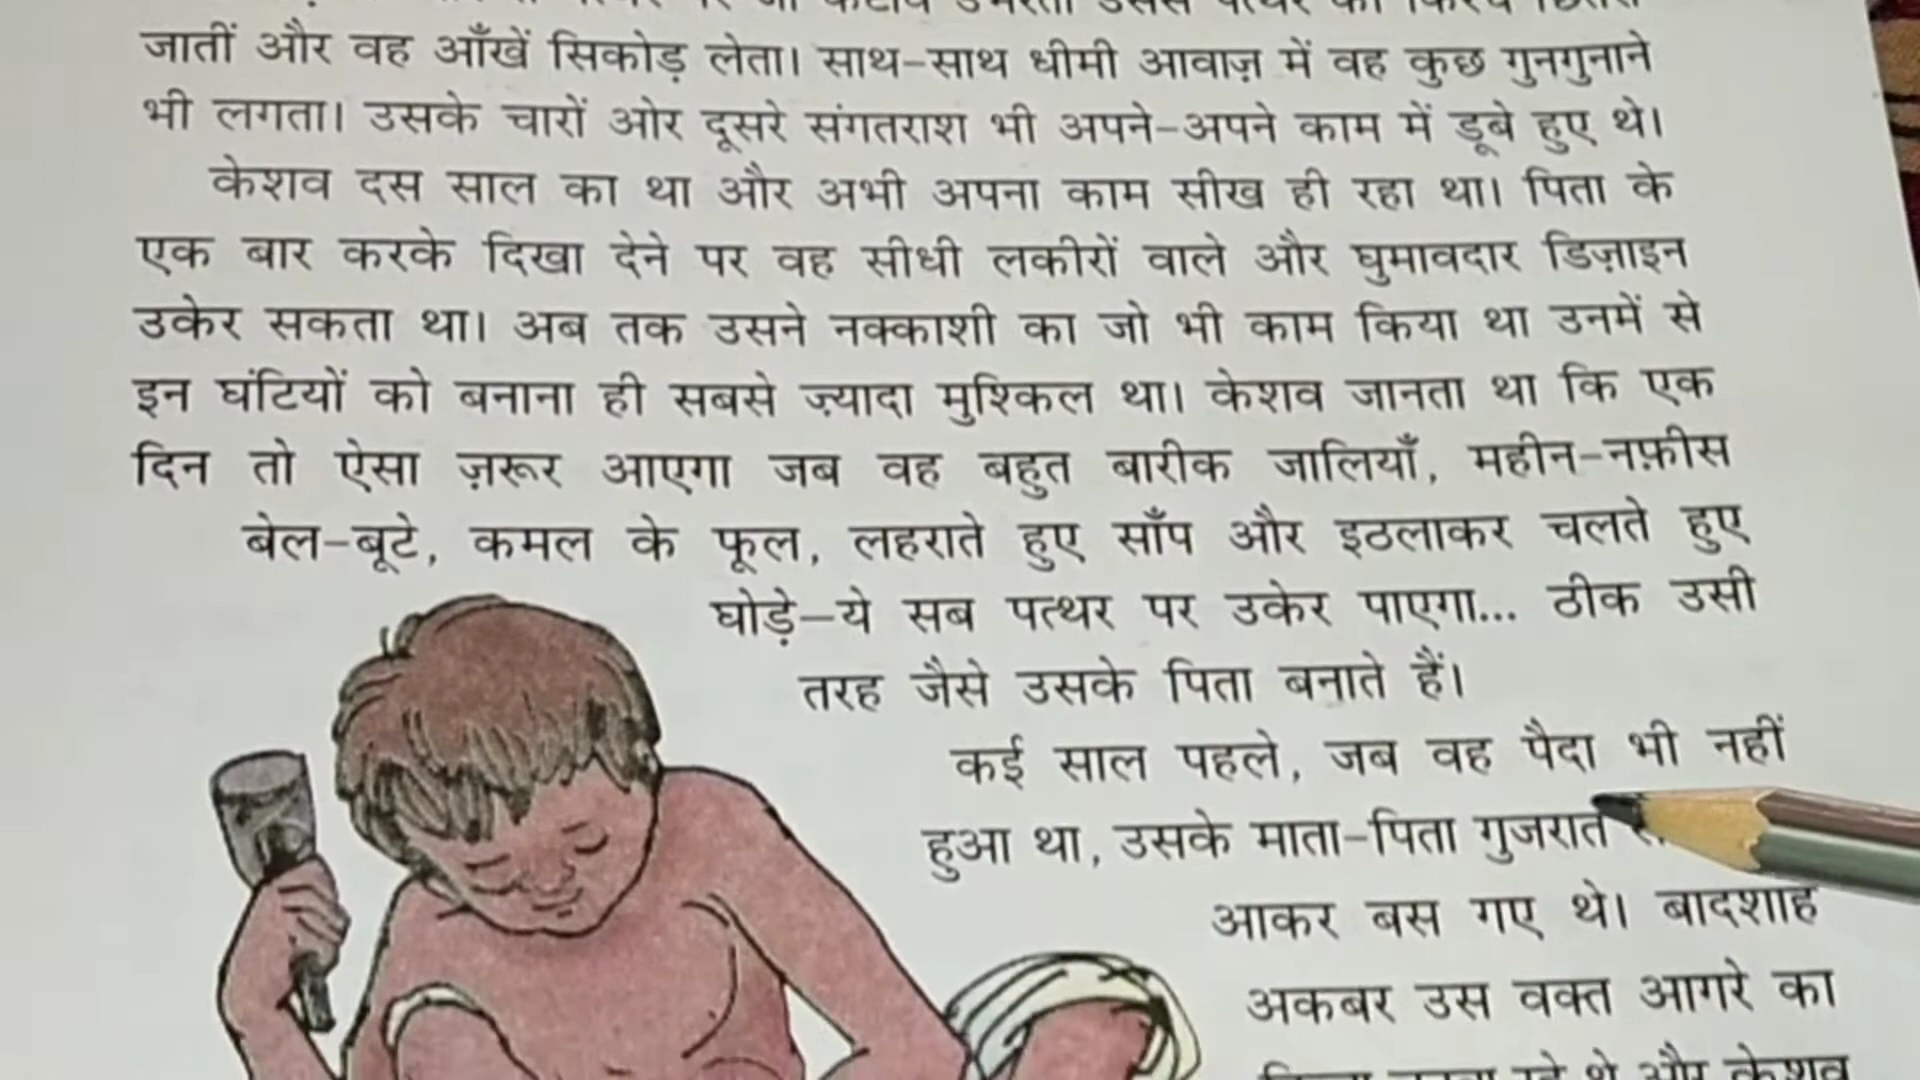 जातीं और वह आँखें सिकोड़ लेता। साथ-साथ धीमी आवाज़ में वह कुछ गुनगुनाने
भी लगता। उसके चारों ओर दूसरे संगतराश भी अपने-अपने काम में डूबे हुए थे।
केशव दस साल का था और अभी अपना काम सीख ही रहा था। पिता के
एक बार करके दिखा देने पर वह सीधी लकीरों वाले और घुमावदार डिज़ाइन
उकेर सकता था। अब तक उसने नक्काशी का जो भी काम किया था उनमें से
इन घंटियों को बनाना ही सबसे ज़्यादा मुश्किल था। केशव जानता था कि एक
दिन तो ऐसा ज़रूर आएगा जब वह बहुत बारीक जालियाँ, महीन-नफ़ीस
बेल-बूटे, कमल के फूल, लहराते हुए साँप और इठलाकर चलते हुए
घोड़े—ये सब पत्थर पर उकेर पाएगा... ठीक उसी
तरह जैसे उसके पिता बनाते हैं।
कई साल पहले, जब वह पैदा भी नहीं
हुआ था, उसके माता-पिता गुजरात
आकर बस गए थे। बादशाह
अकबर उस वक्त आगरे का
थे और केशव